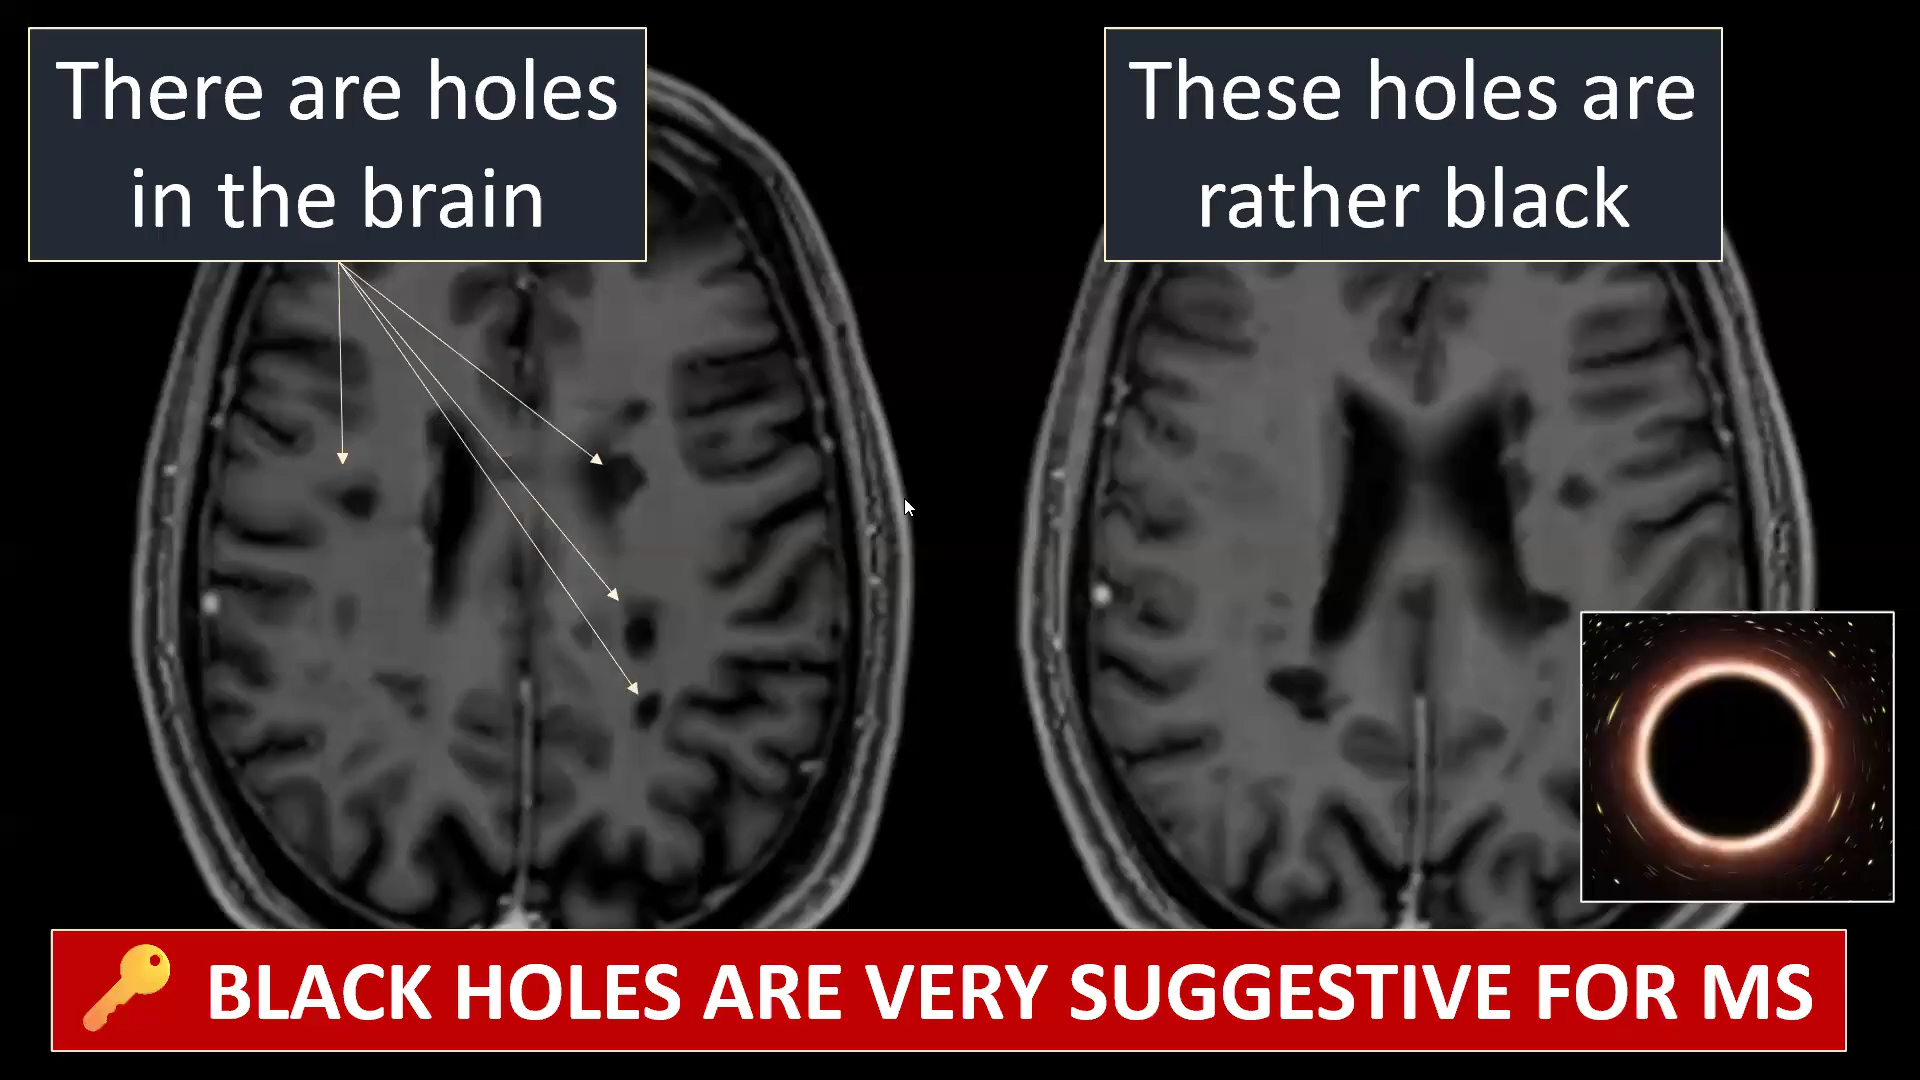 There are holes
in the brain
These holes are
rather black
BLACK HOLES ARE VERY SUGGESTIVE FOR MS